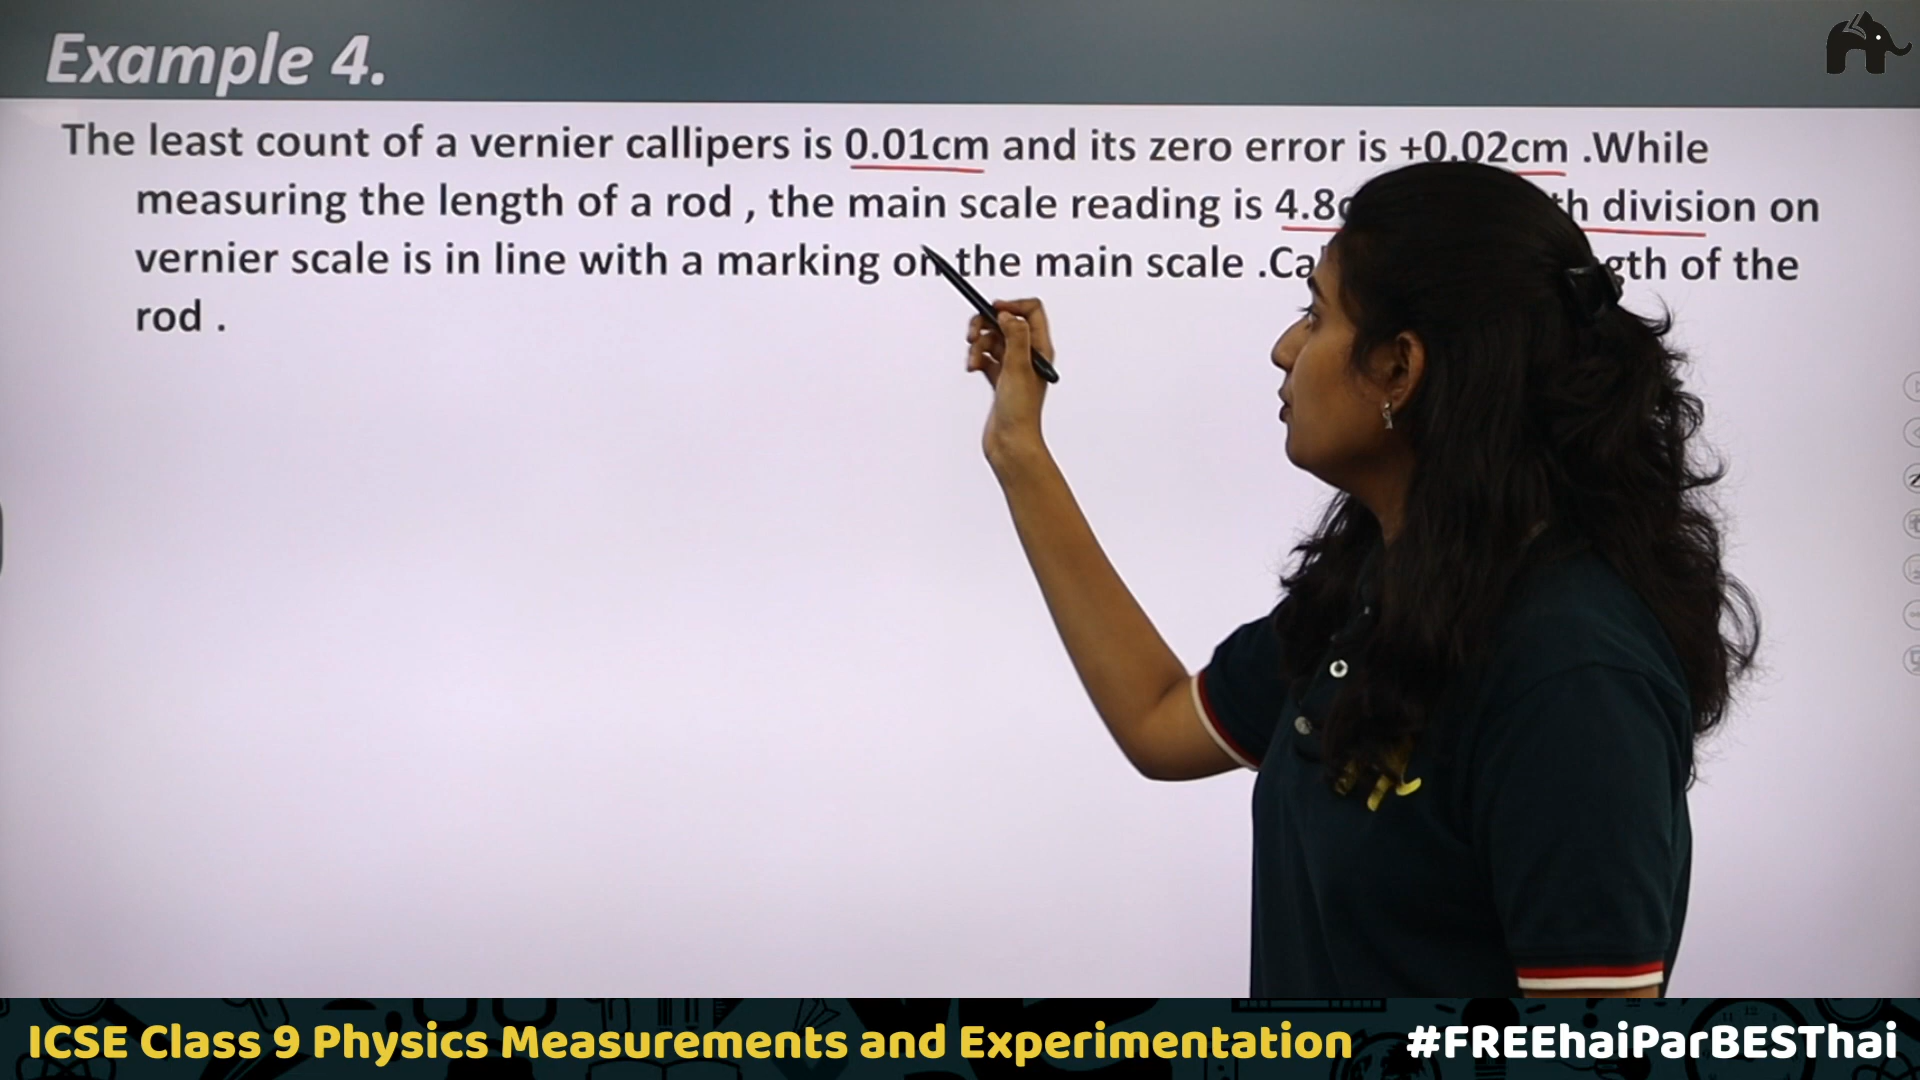 Example 4.
The least count of a vernier callipers is 0.01cm and its zero error is +0.02cm .While
measuring the length of a rod , the main scale reading is 4.8 division on
vernier scale is in line with a marking on the main scale . of the
rod .
ICSE Class 9 Physics Measurements and Experimentation #FREEhaiParBESThai